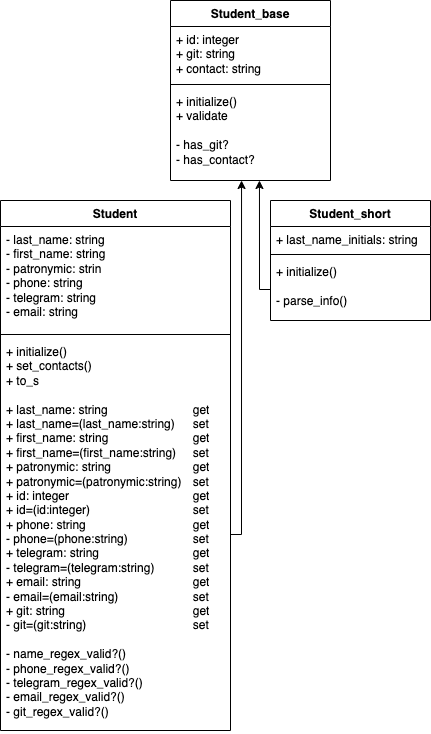 Student_base
+ id: integer
+ git: string
+ contact: string
+ initialize()
+ validate
- has_git?
- has_contact?
Student
- last_name: string
- first_name: string
- patronymic: strin
- phone: string
- telegram: string
- email: string
+ initialize()
+ set_contacts()
+ to_s
+ last_name: string get
+ last_name=(last_name:string) set
+ first_name: string get
+ first_name=(first_name:string) set
+ patronymic: string get
+ patronymic=(patronymic:string) set
+ id: integer get
+ id=(id:integer) set
+ phone: string get
- phone=(phone:string) set
+ telegram: string get
- telegram=(telegram:string) set
+ email: string get
- email=(email:string) set
+ git: string get
- git=(git:string) set
- name_regex_valid?()
- phone_regex_valid?()
- telegram_regex_valid?()
- email_regex_valid?()
- git_regex_valid?()
Student_short
+ last_name_initials: string
+ initialize()
- parse_info()